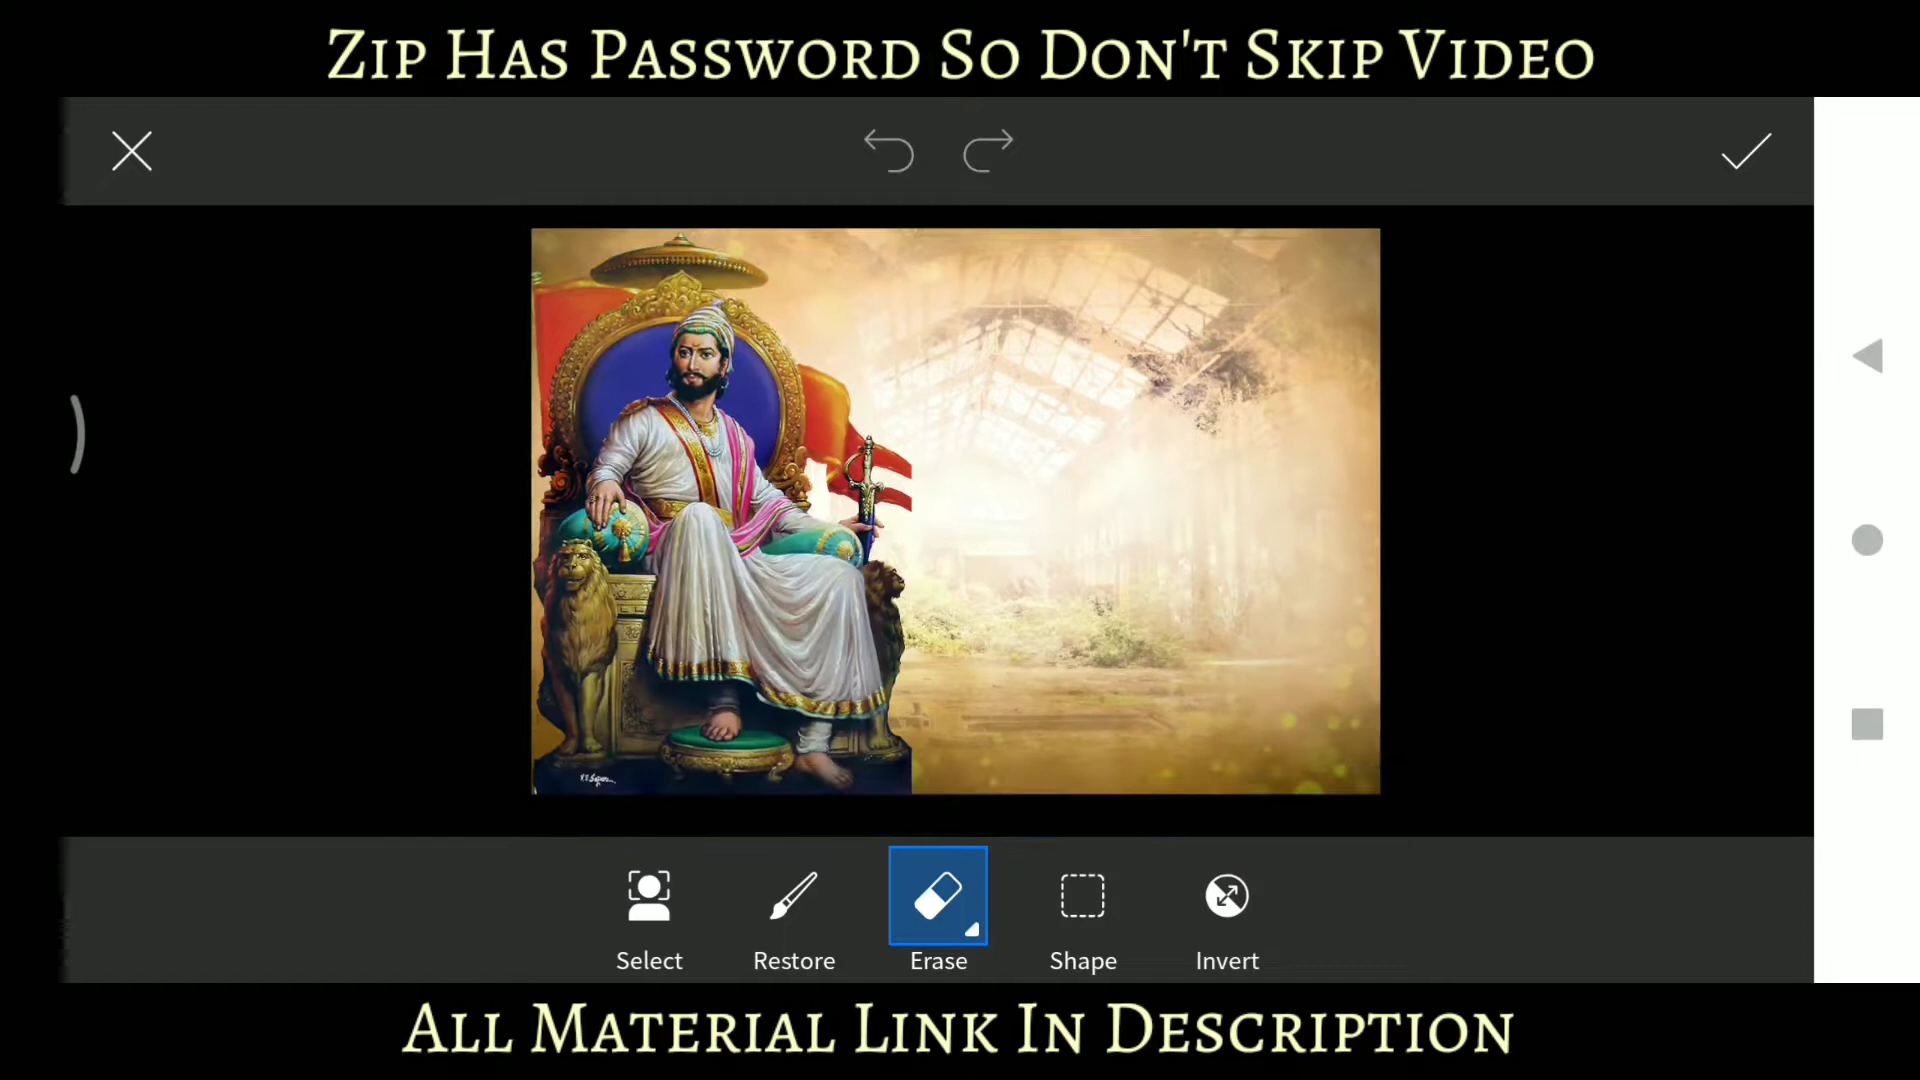 Zip Has Password So Don't Skip Video
Select
Restore
Erase
Shape
Invert
All Material Link In Description